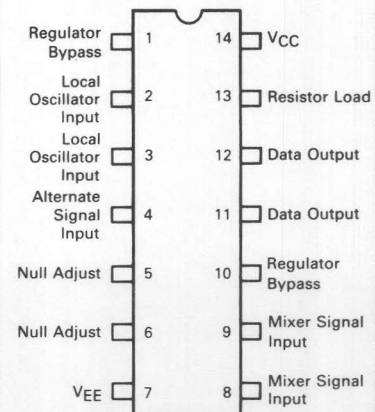 Regulator
Bypass
1
14
VCC
Local
Oscillator
Input
2
13
Resistor Load
Local
Oscillator
Input
3
12
Data Output
Alternate
Signal
Input
4
11
Data Output
Null Adjust
5
10
Regulator
Bypass
Null Adjust
6
9
Mixer Signal
Input
VEE
7
8
Mixer Signal
Input